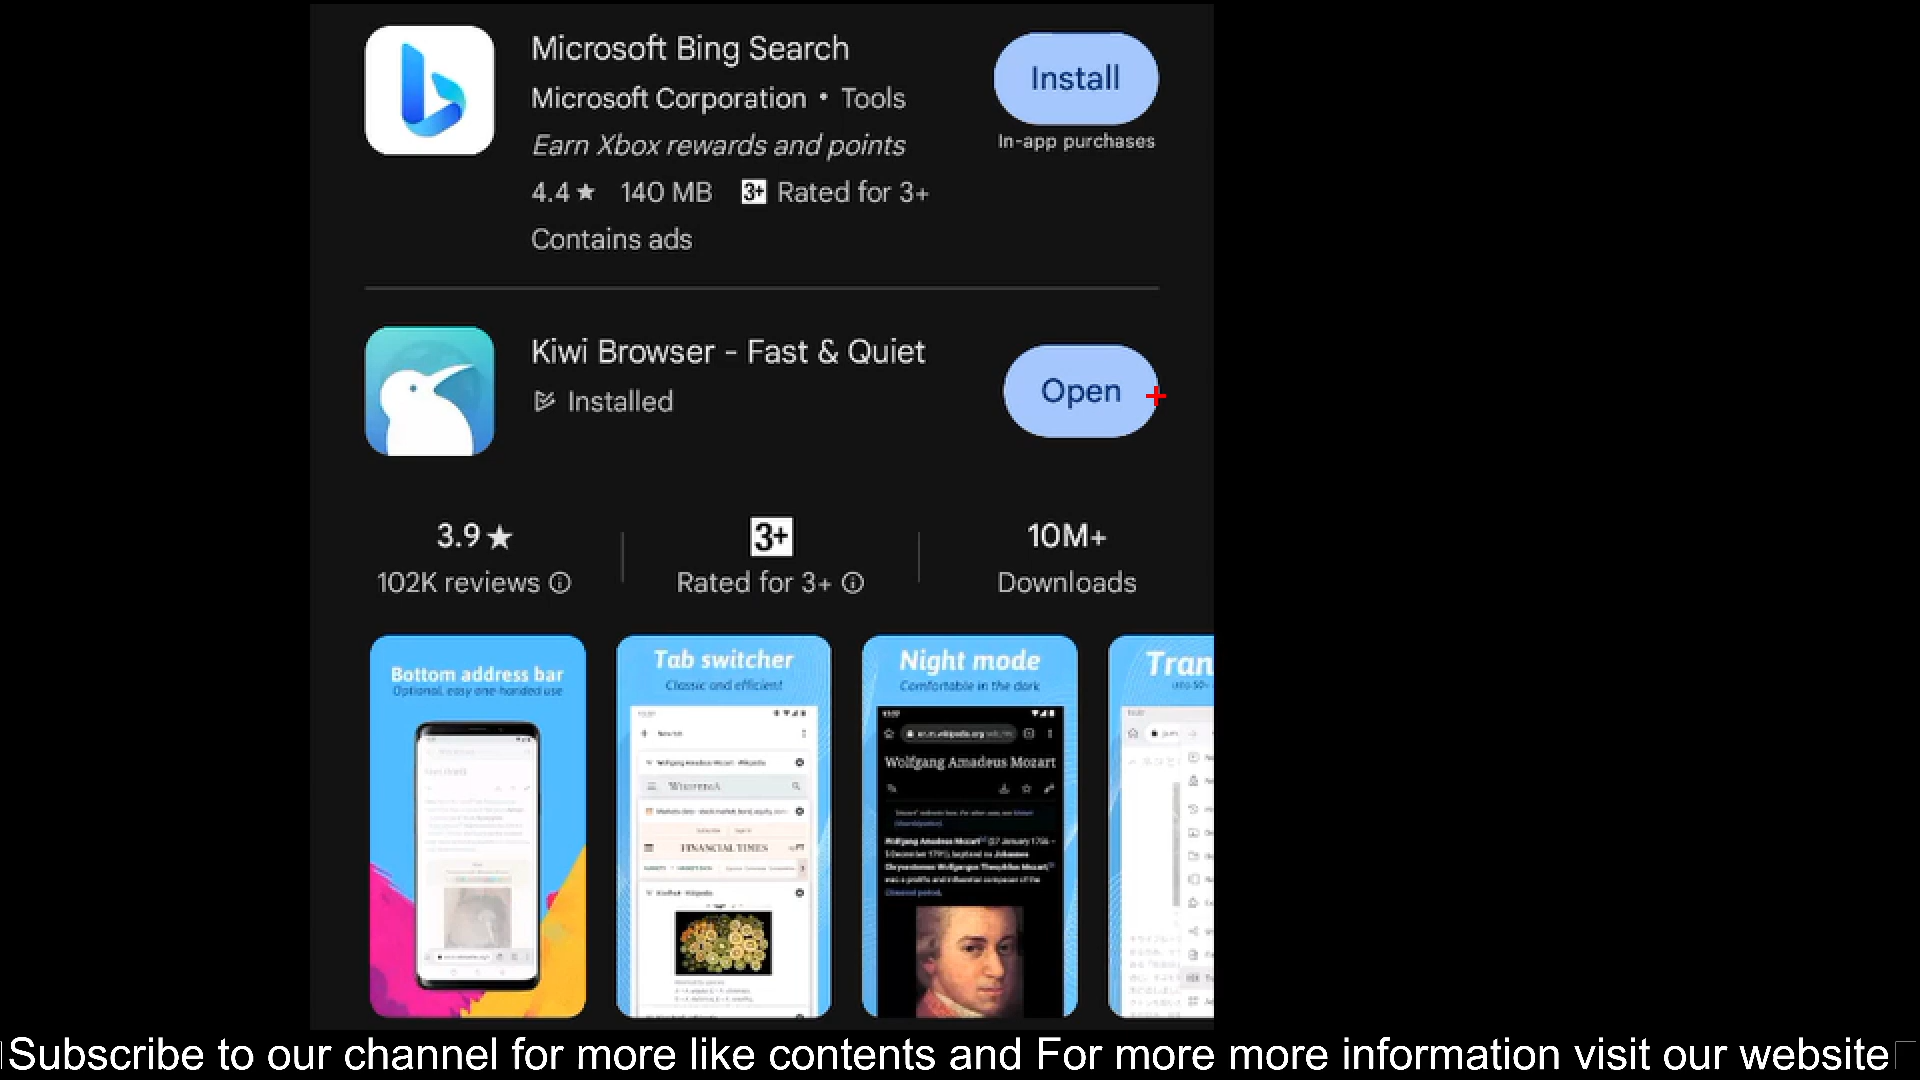 Microsoft Bing Search
Install
Microsoft Corporation • Tools
Earn Xbox rewards and points
In-app purchases
4.4★ 140 MB 3+ Rated for 3+
Contains ads
Kiwi Browser - Fast & Quiet
Open
Installed
3.9★
3+
10M+
102K reviews
Rated for 3+
Downloads
Bottom address bar
Optional, easy one-handed use
Tab switcher
Classic and efficient!
Night mode
Comfortable in the dark
Tran
Wolfgang Amadeus Mozart
WIKIPEDIA
FINANCIAL TIMES
Subscribe to our channel for more like contents and For more more information visit our website